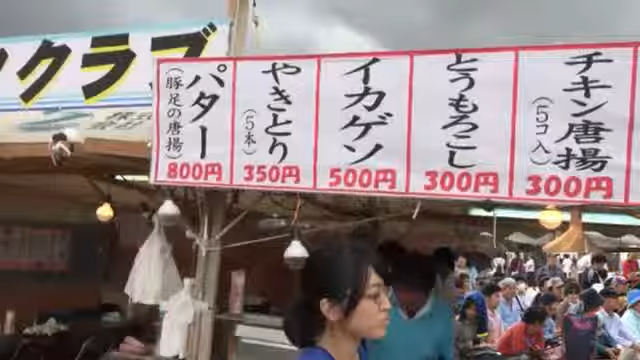 ンクラブ
パター
(豚足の唐揚)
800円
やきとり
(5本)
350円
イカゲソ
500円
とうもろこし
300円
チキン唐揚
(5コ入)
300円